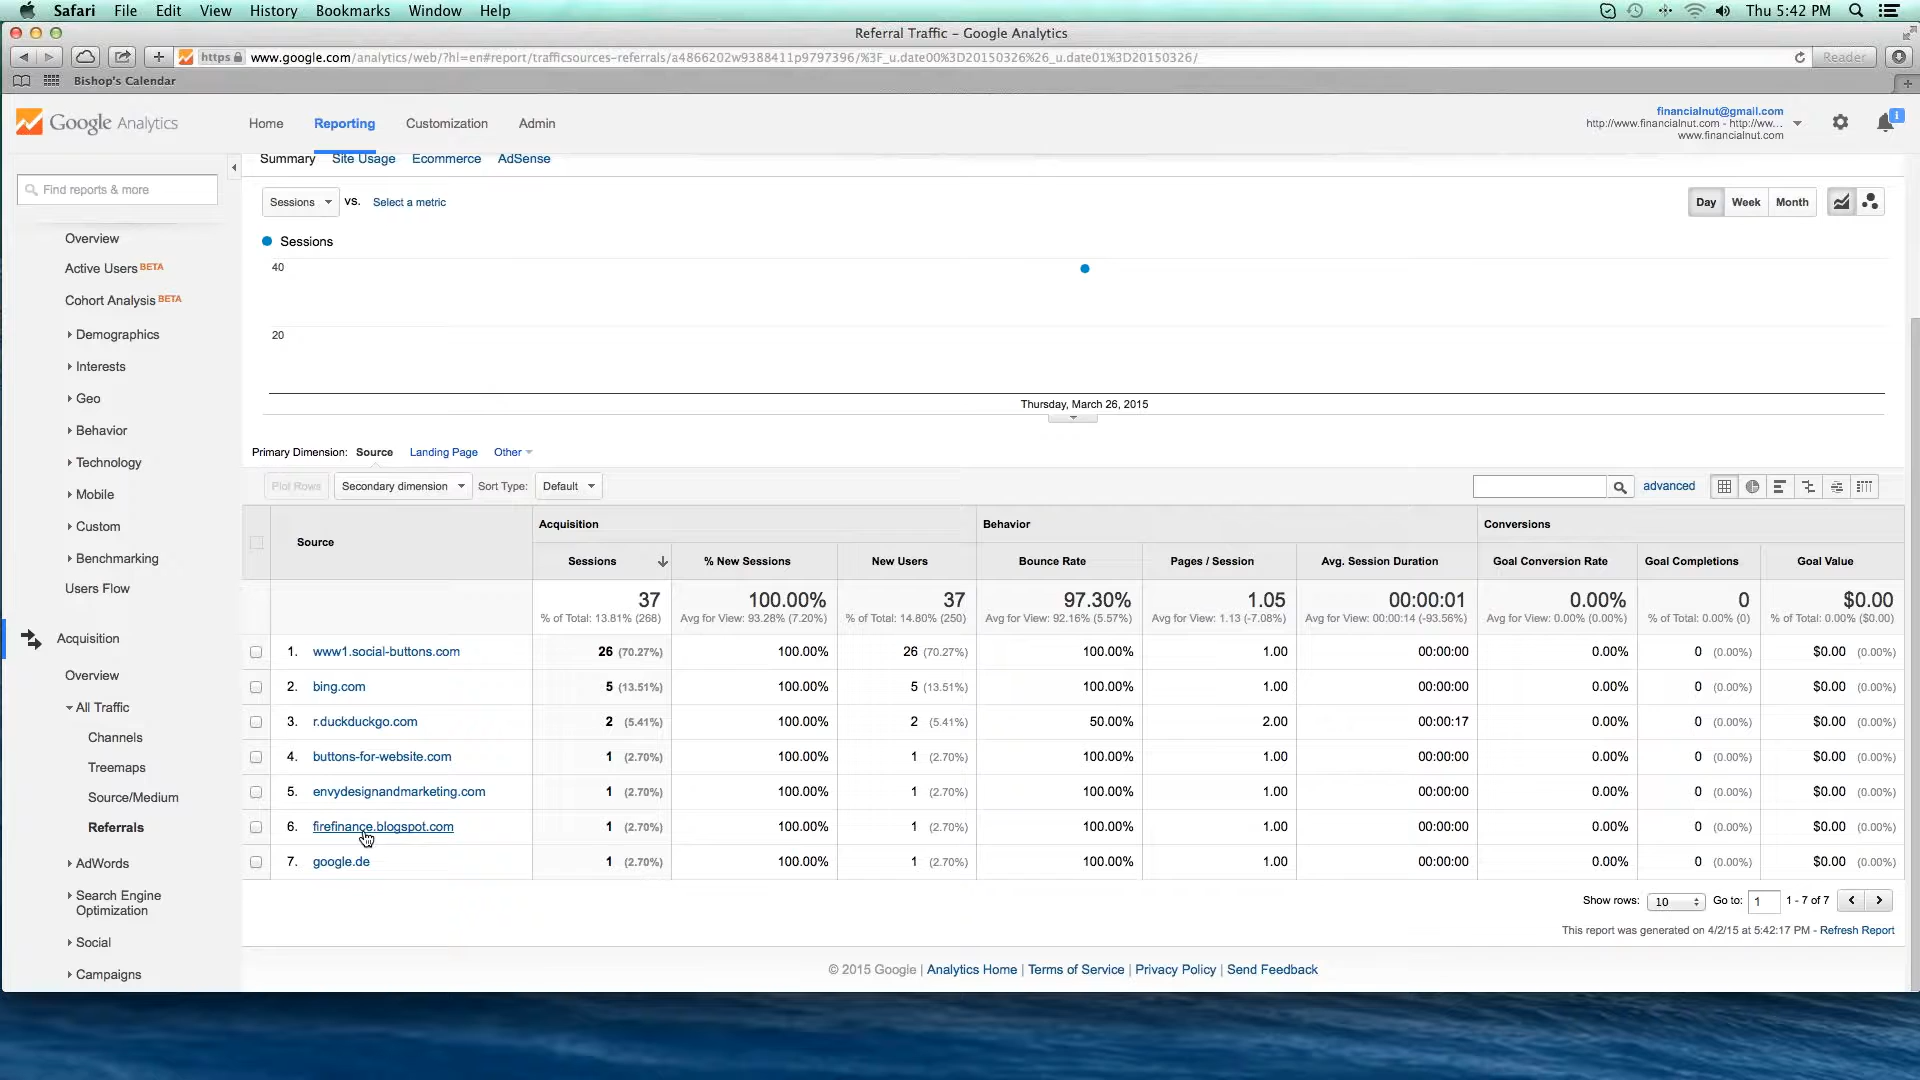 Safari File Edit View History Bookmarks Window Help Thu 5:42 PM
Referral Traffic – Google Analytics
https www.google.com/analytics/web/?hl=en#report/trafficsources-referrals/a4866202w9388411p9797396/%3F_u.date00%3D20150326%26_u.date01%3D20150326/ Reader
Bishop's Calendar
Google Analytics Home Reporting Customization Admin
financialnut@gmail.com
http://www.financialnut.com - http://ww...
www.financialnut.com
1
Summary Site Usage Ecommerce AdSense
Find reports & more
Sessions VS. Select a metric Day Week Month
Sessions
40
20
Thursday, March 26, 2015
Overview
Active Users BETA
Cohort Analysis BETA
Demographics
Interests
Geo
Behavior
Technology
Mobile
Custom
Benchmarking
Users Flow
Acquisition
Overview
All Traffic
Channels
Treemaps
Source/Medium
Referrals
AdWords
Search Engine
Optimization
Social
Campaigns
Primary Dimension: Source Landing Page Other
Plot Rows Secondary dimension Sort Type: Default advanced
Source Acquisition Behavior Conversions
Sessions % New Sessions New Users Bounce Rate Pages / Session Avg. Session Duration Goal Conversion Rate Goal Completions Goal Value
37 100.00% 37 97.30% 1.05 00:00:01 0.00% 0 $0.00
% of Total: 13.81% (268) Avg for View: 93.28% (7.20%) % of Total: 14.80% (250) Avg for View: 92.16% (5.57%) Avg for View: 1.13 (-7.08%) Avg for View: 00:00:14 (-93.56%) Avg for View: 0.00% (0.00%) % of Total: 0.00% (0) % of Total: 0.00% ($0.00)
1. www1.social-buttons.com 26 (70.27%) 100.00% 26 (70.27%) 100.00% 1.00 00:00:00 0.00% 0 (0.00%) $0.00 (0.00%)
2. bing.com 5 (13.51%) 100.00% 5 (13.51%) 100.00% 1.00 00:00:00 0.00% 0 (0.00%) $0.00 (0.00%)
3. r.duckduckgo.com 2 (5.41%) 100.00% 2 (5.41%) 50.00% 2.00 00:00:17 0.00% 0 (0.00%) $0.00 (0.00%)
4. buttons-for-website.com 1 (2.70%) 100.00% 1 (2.70%) 100.00% 1.00 00:00:00 0.00% 0 (0.00%) $0.00 (0.00%)
5. envydesignandmarketing.com 1 (2.70%) 100.00% 1 (2.70%) 100.00% 1.00 00:00:00 0.00% 0 (0.00%) $0.00 (0.00%)
6. firefinance.blogspot.com 1 (2.70%) 100.00% 1 (2.70%) 100.00% 1.00 00:00:00 0.00% 0 (0.00%) $0.00 (0.00%)
7. google.de 1 (2.70%) 100.00% 1 (2.70%) 100.00% 1.00 00:00:00 0.00% 0 (0.00%) $0.00 (0.00%)
Show rows: 10 Go to: 1 1 - 7 of 7
This report was generated on 4/2/15 at 5:42:17 PM - Refresh Report
© 2015 Google | Analytics Home | Terms of Service | Privacy Policy | Send Feedback